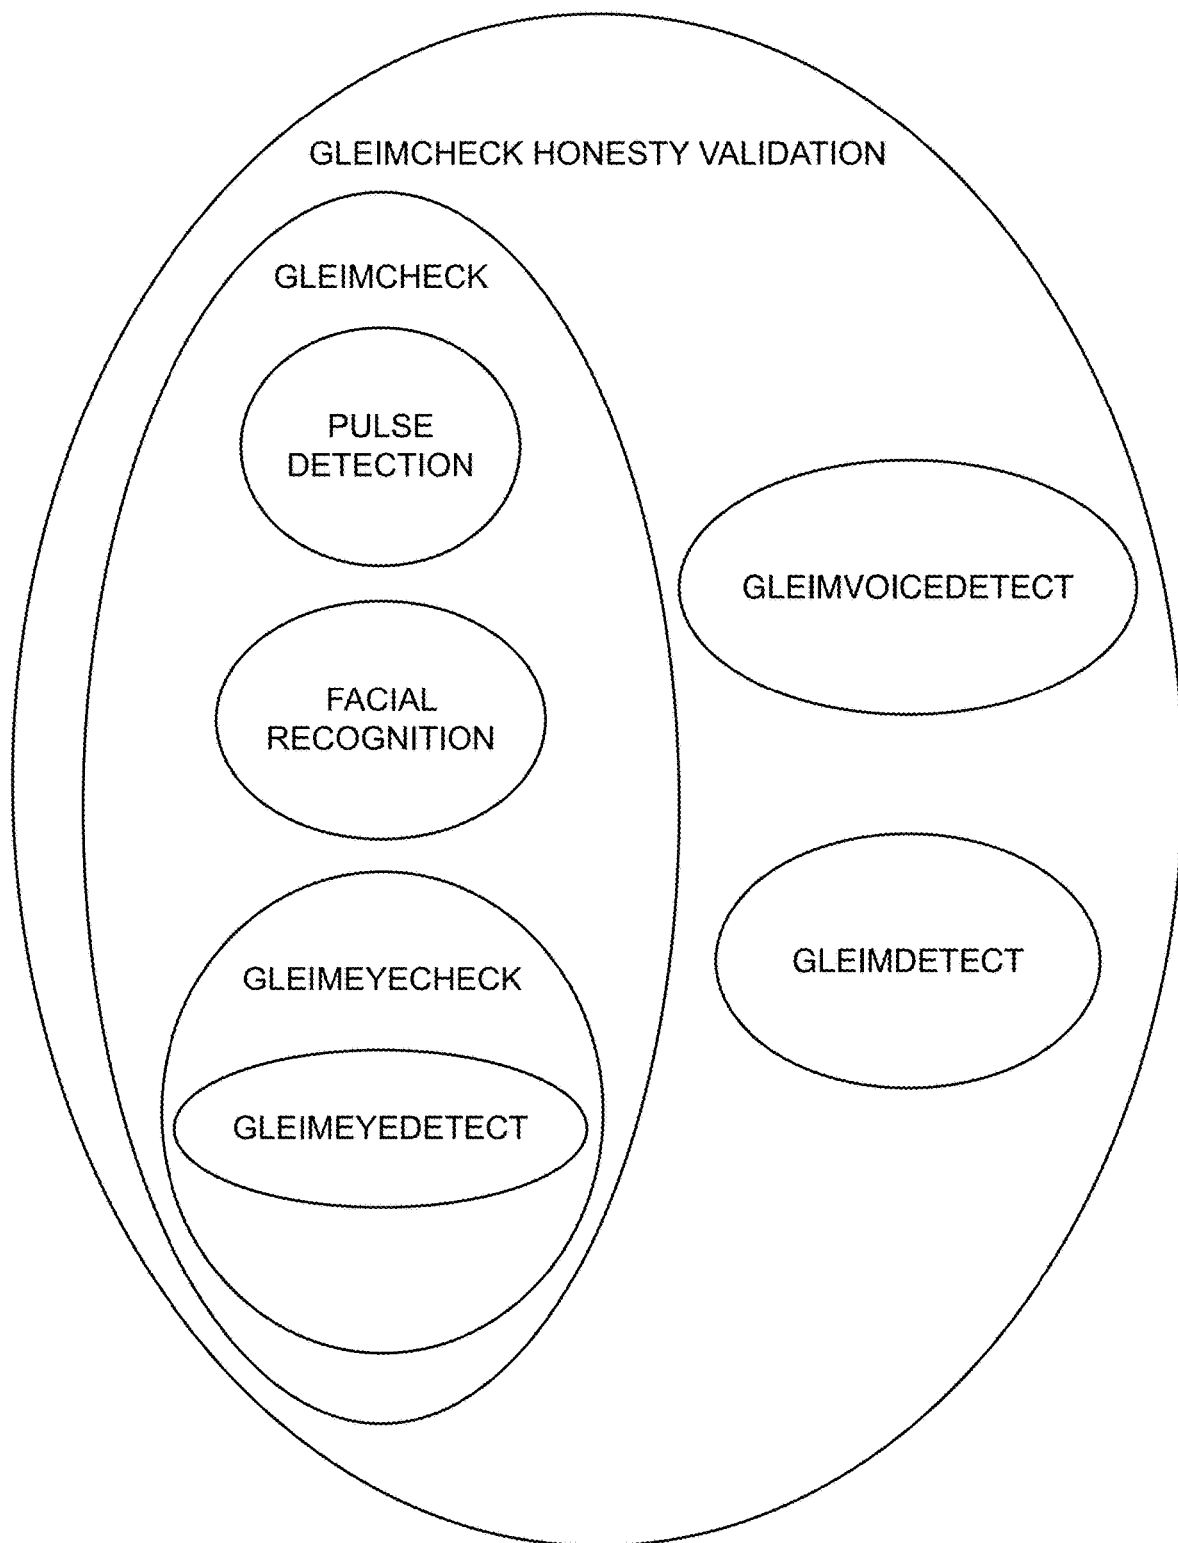 GLEIMCHECK HONESTY VALIDATION
GLEIMCHECK
PULSE
DETECTION
FACIAL
RECOGNITION
GLEIMEYECHECK
GLEIMEYEDETECT
GLEIMVOICEDETECT
GLEIMDETECT